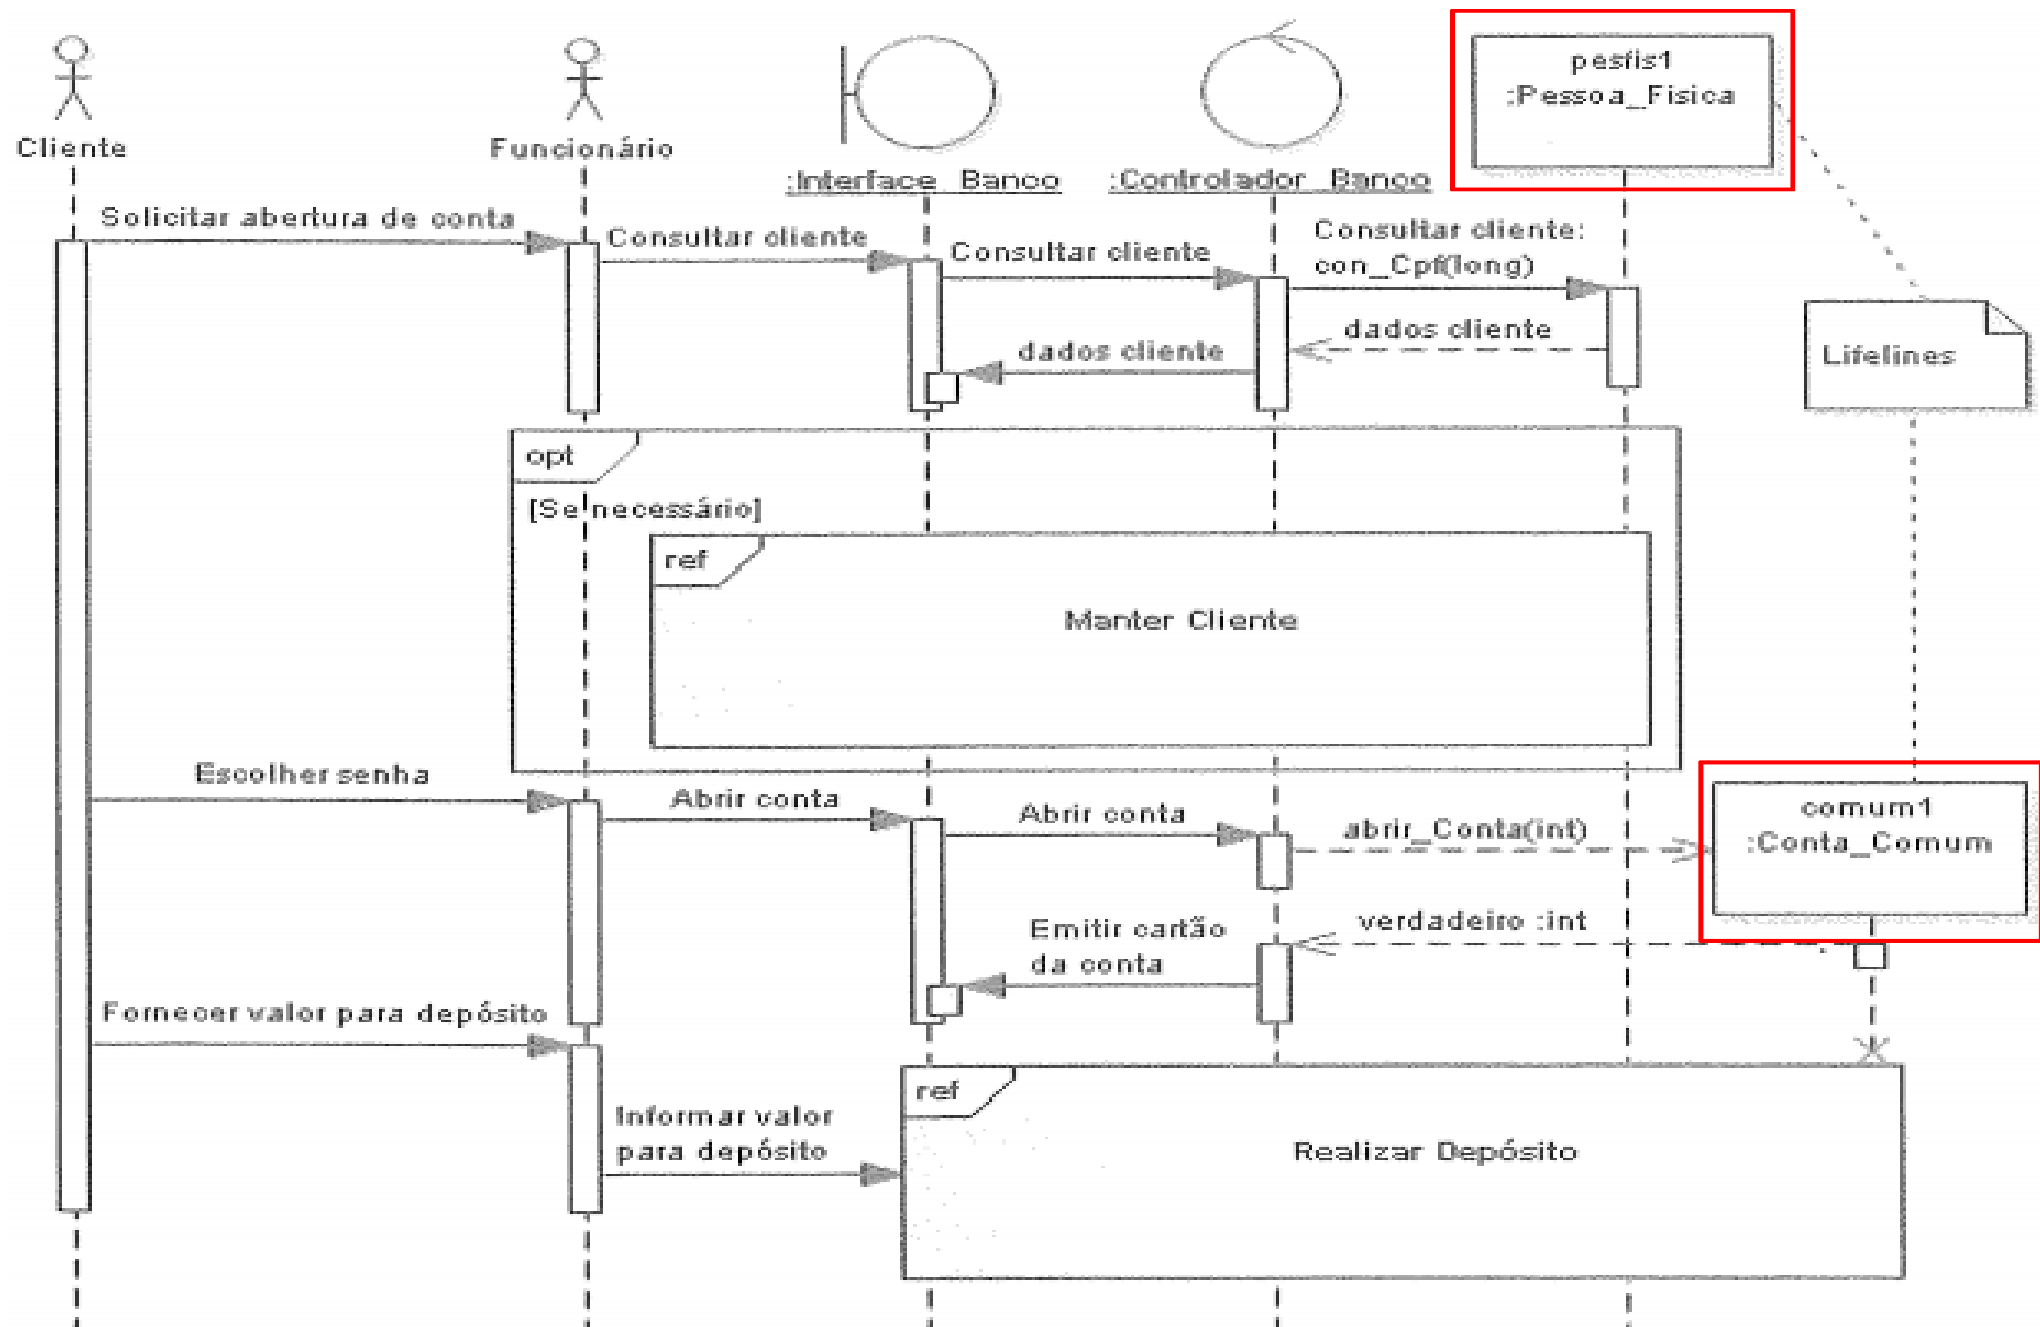 pesfis1
:Pessoa_Fisica
Cliente
Funcionário
:Interface_Banco
:Controlador_Banco
Solicitar abertura de conta
Consultar cliente
Consultar cliente
Consultar cliente:
con_Cpf(long)
dados cliente
dados cliente
Lifelines
opt
[Se necessário]
ref
Manter Cliente
Escolher senha
Abrir conta
Abrir conta
abrir_Conta(int)
comum1
:Conta_Comum
verdadeiro :int
Emitir cartão
da conta
Fornecer valor para depósito
ref
Informar valor
para depósito
Realizar Depósito